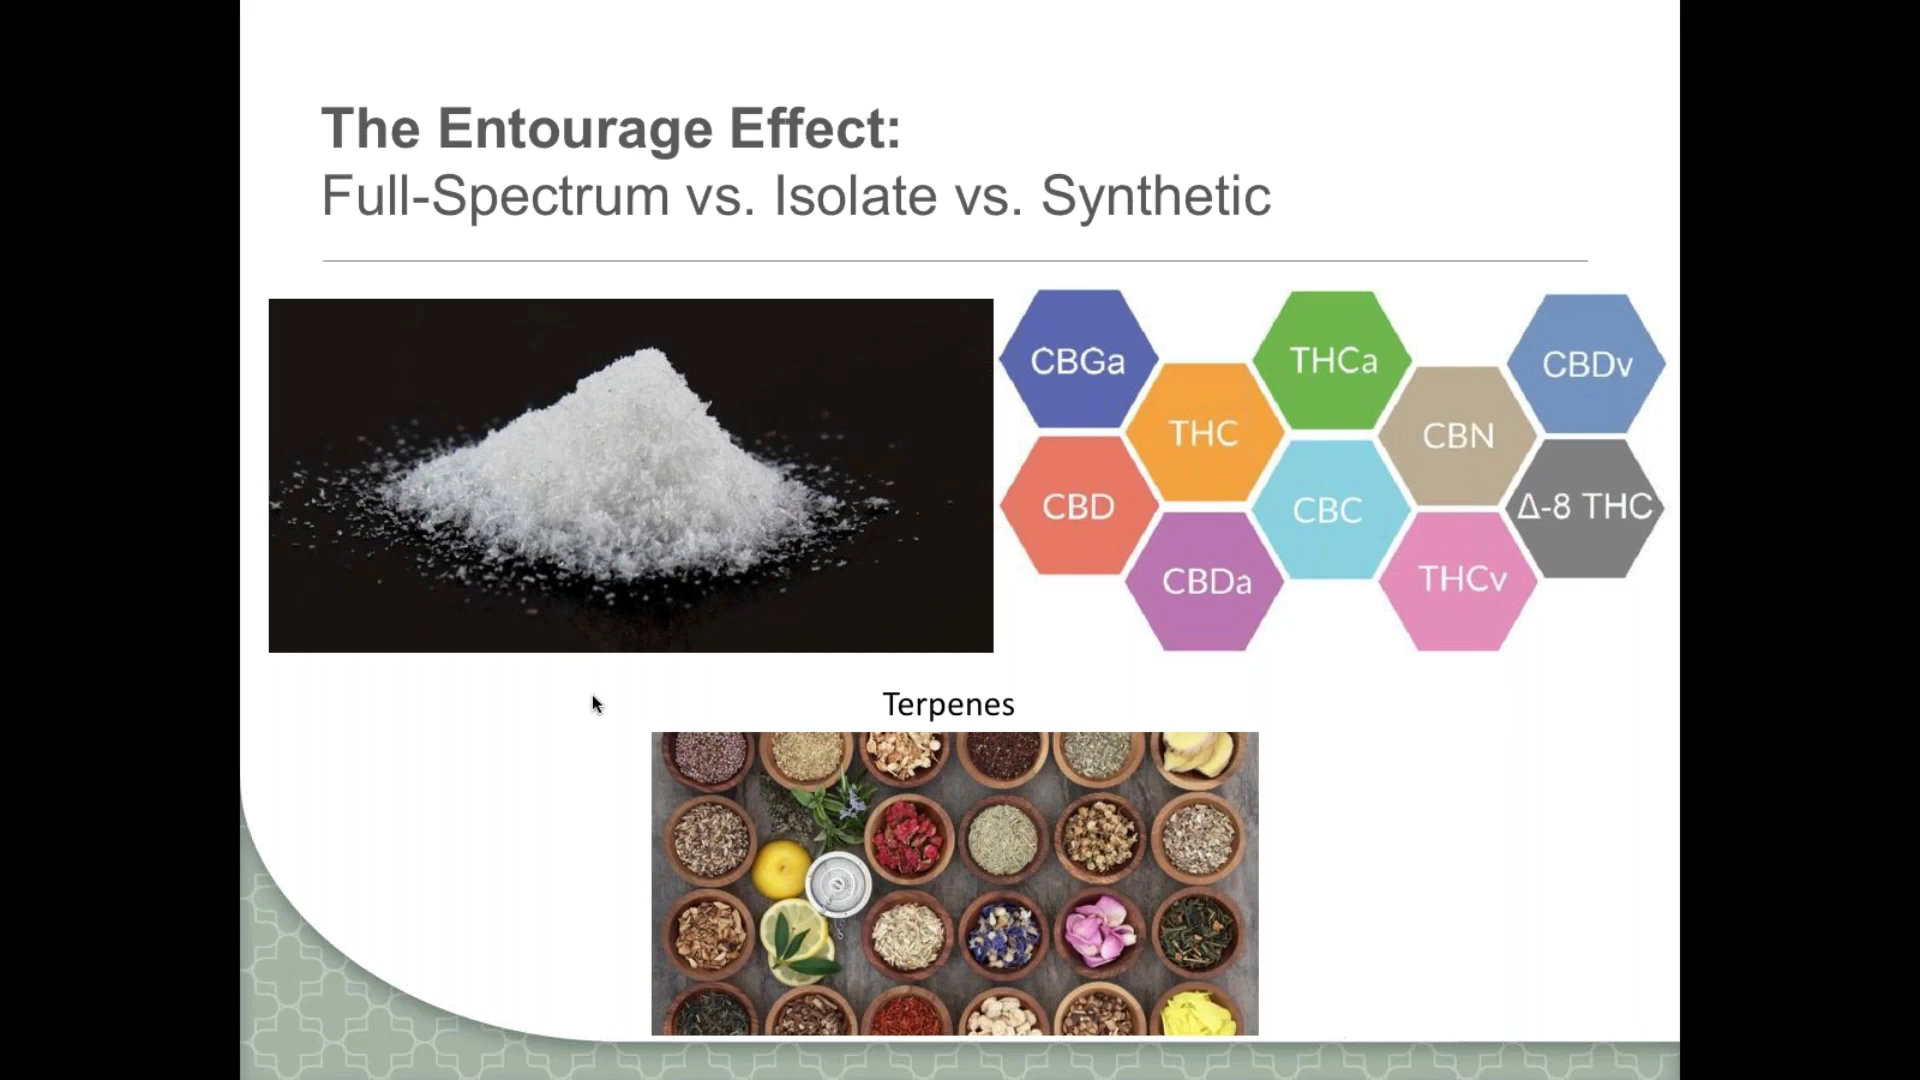 The Entourage Effect:
Full-Spectrum vs. Isolate vs. Synthetic
CBGa
THCa
CBDv
THC
CBN
CBD
CBC
Δ-8 THC
CBDa
THCv
Terpenes